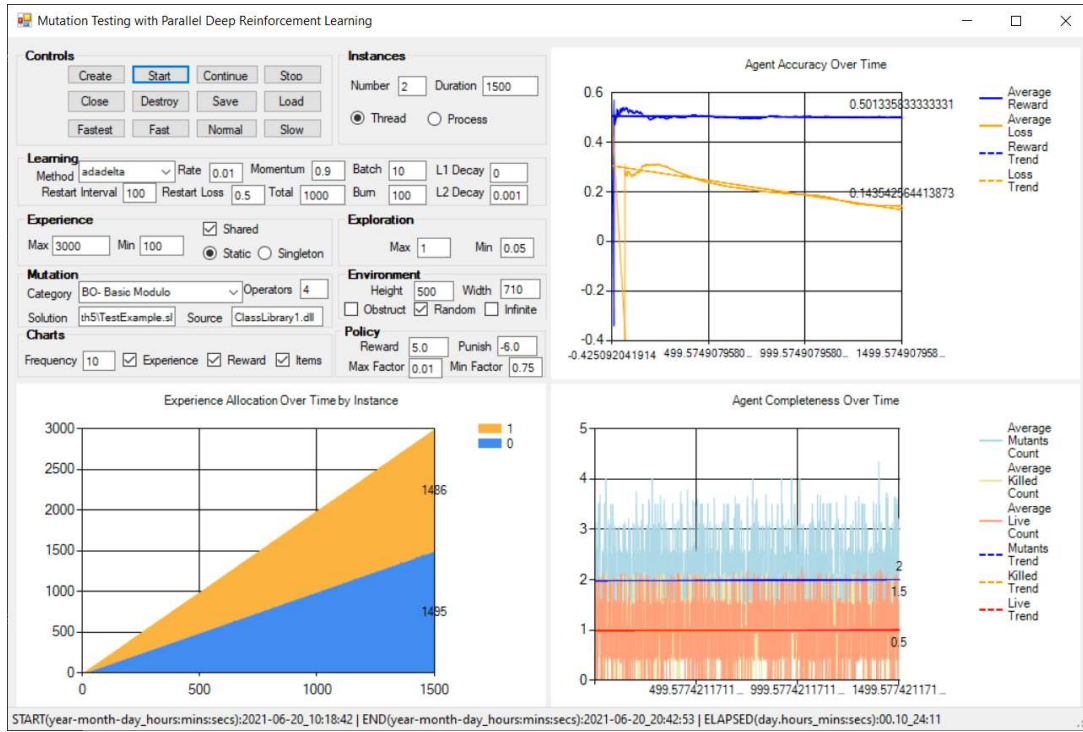 Mutation Testing with Parallel Deep Reinforcement Learning
Controls
Create Start Continue Stop
Close Destroy Save Load
Fastest Fast Normal Slow
Instances
Number 2 Duration 1500
Thread Process
Learning
Method adadelta Rate 0.01 Momentum 0.9 Batch 10 L1 Decay 0
Restart Interval 100 Restart Loss 0.5 Total 1000 Burn 100 L2 Decay 0.001
Experience
Shared
Max 3000 Min 100 Static Singleton
Exploration
Max 1 Min 0.05
Mutation
Category BO- Basic Modulo Operators 4
Solution th5\TestExample.sl Source ClassLibrary1.dll
Environment
Height 500 Width 710
Obstruct Random Infinite
Charts
Frequency 10 Experience Reward Items
Policy
Reward 5.0 Punish -6.0
Max Factor 0.01 Min Factor 0.75
Agent Accuracy Over Time
0.6
0.4
0.2
0
-0.2
-0.4
-0.4250920041914 499.5749079580... 999.5749079580... 1499.574907958...
0.501335833333331
0.143542564413873
Average
Reward
Average
Loss
Reward
Trend
Loss
Trend
Experience Allocation Over Time by Instance
3000
2500
2000
1500
1000
500
0
0 500 1000 1500
1486
1495
1
0
Agent Completeness Over Time
5
4
3
2
1
0
499.5774211711... 999.5774211711... 1499.577421171...
2
1.5
0.5
Average
Mutants
Count
Average
Killed
Count
Average
Live
Count
Mutants
Trend
Killed
Trend
Live
Trend
START(year-month-day_hours:mins:secs):2021-06-20_10:18:42 | END(year-month-day_hours:mins:secs):2021-06-20_20:42:53 | ELAPSED(day.hours_mins:secs):00.10_24:11